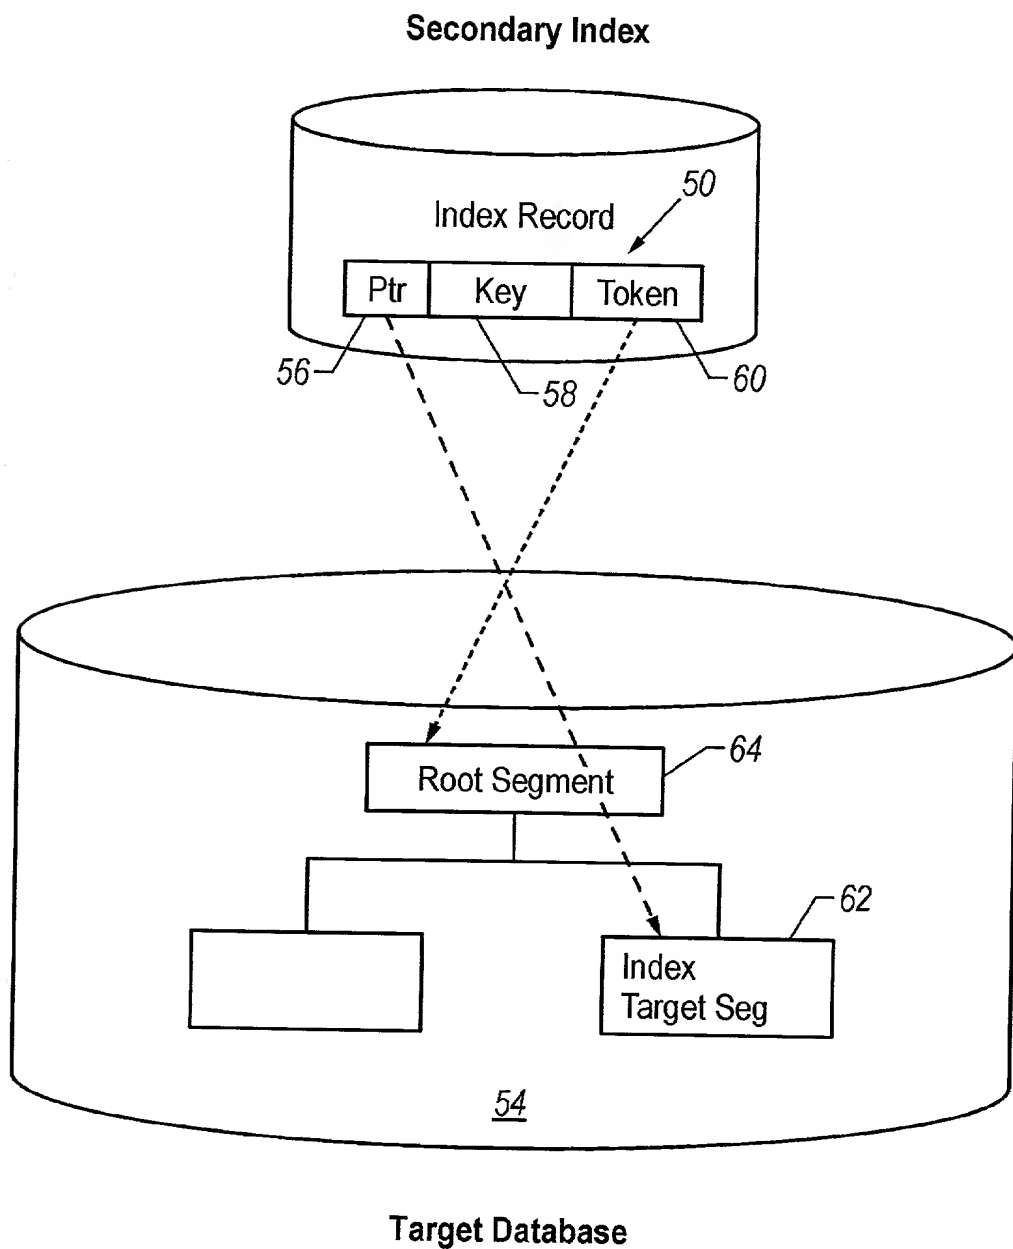 Secondary Index
50
Index Record
Ptr Key Token
56 58 60
64
Root Segment
62
Index
Target Seg
54
Target Database